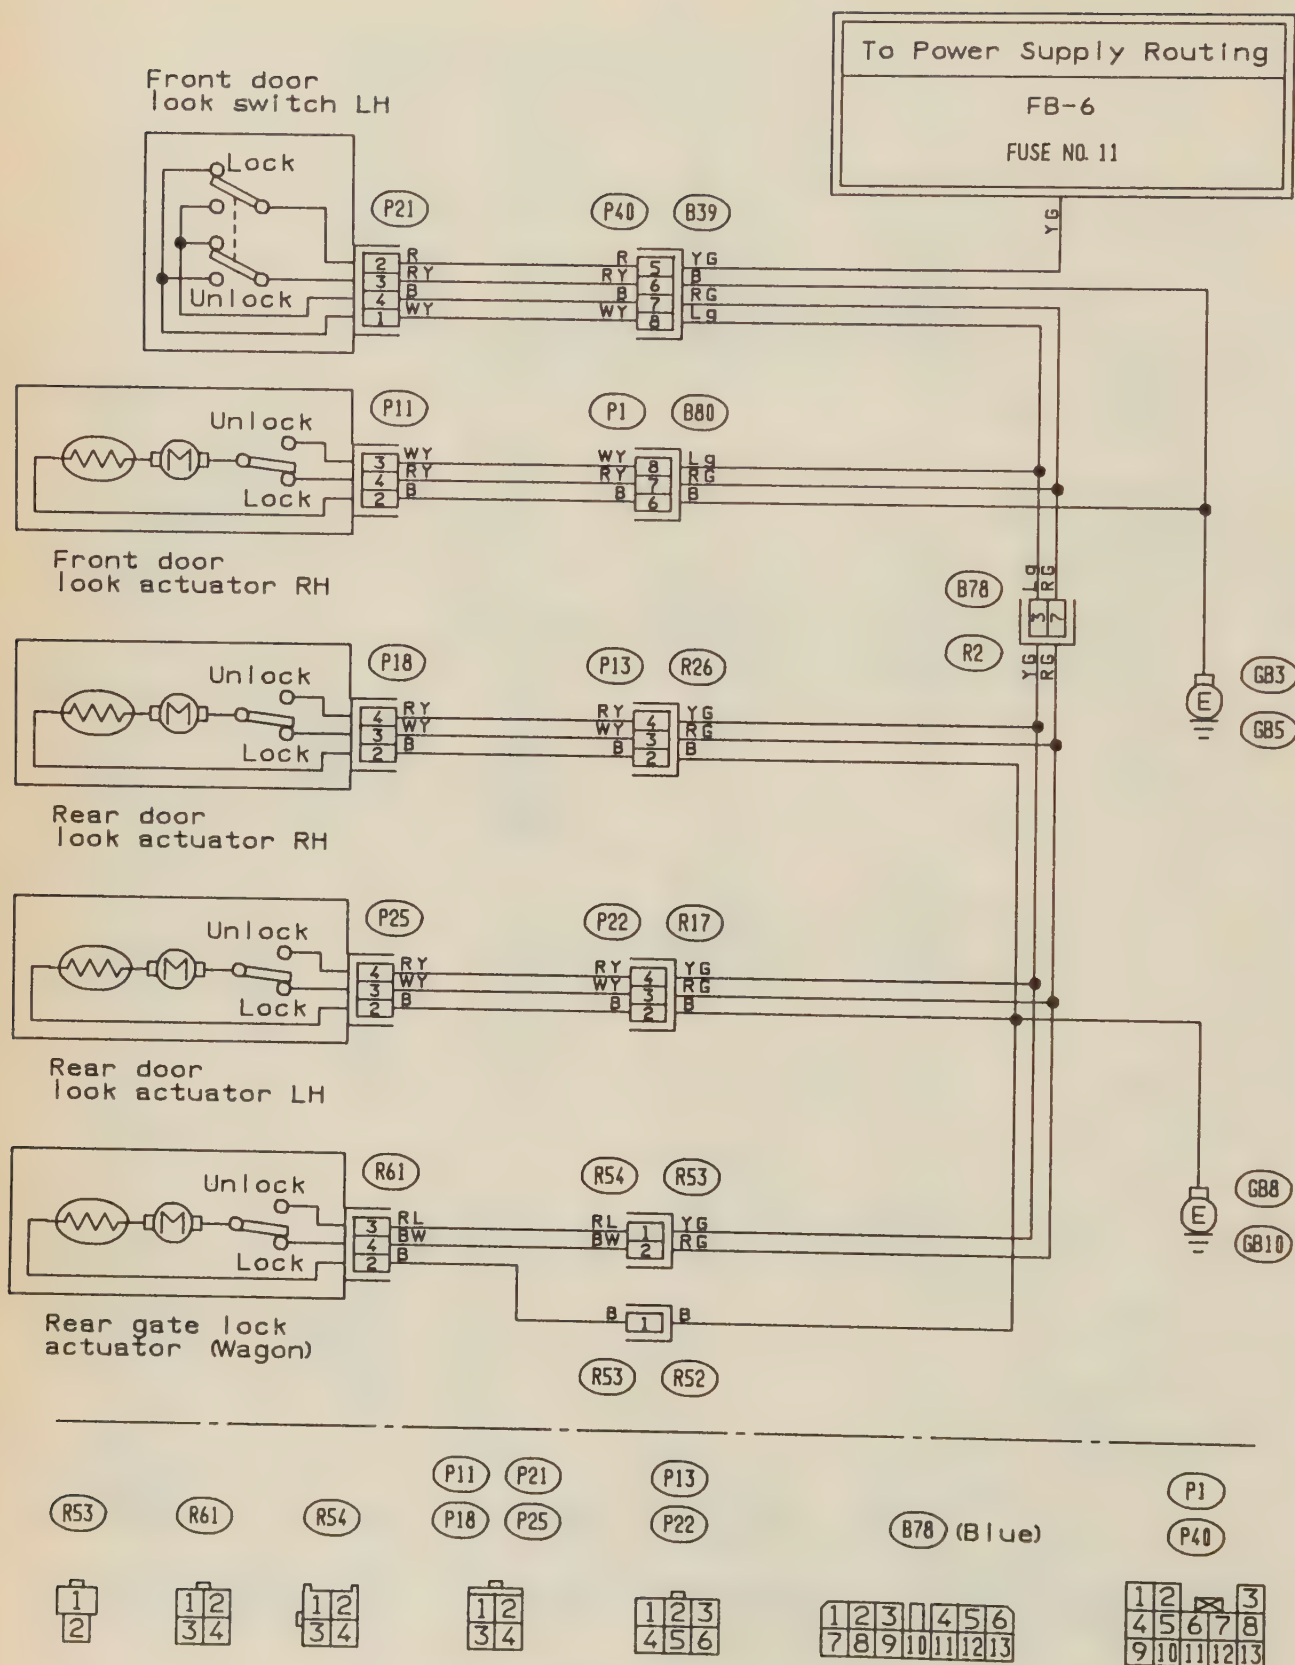 To Power Supply Routing
FB-6
FUSE NO. 11
YG
Front door
look switch LH
Lock
Unlock
P21
P40
B39
2 R R 5 YG
3 RY RY 6 B
4 B B 7 RG
1 WY WY 8 Lg
Unlock
Lock
M
P11
P1
B80
3 WY WY 8 Lg
4 RY RY 7 RG
2 B B 6 B
Front door
look actuator RH
B78
Lg RG
3 7
R2
YG RG
Unlock
Lock
M
P18
P13
R26
4 RY RY 4 YG
3 WY WY 3 RG
2 B B 2 B
E
GB3
GB5
Rear door
look actuator RH
Unlock
Lock
M
P25
P22
R17
4 RY RY 4 YG
3 WY WY 3 RG
2 B B 2 B
Rear door
look actuator LH
Unlock
Lock
M
R61
R54
R53
3 RL RL 1 YG
4 BW BW 2 RG
2 B
B 1 B
R53
R52
E
GB8
GB10
Rear gate lock
actuator (Wagon)
R53
R61
R54
P11 P21
P18 P25
P13
P22
B78 (Blue)
P1
P40
1
2
1 2
3 4
1 2
3 4
1 2
3 4
1 2 3
4 5 6
1 2 3 4 5 6
7 8 9 10 11 12 13
1 2 3
4 5 6 7 8
9 10 11 12 13